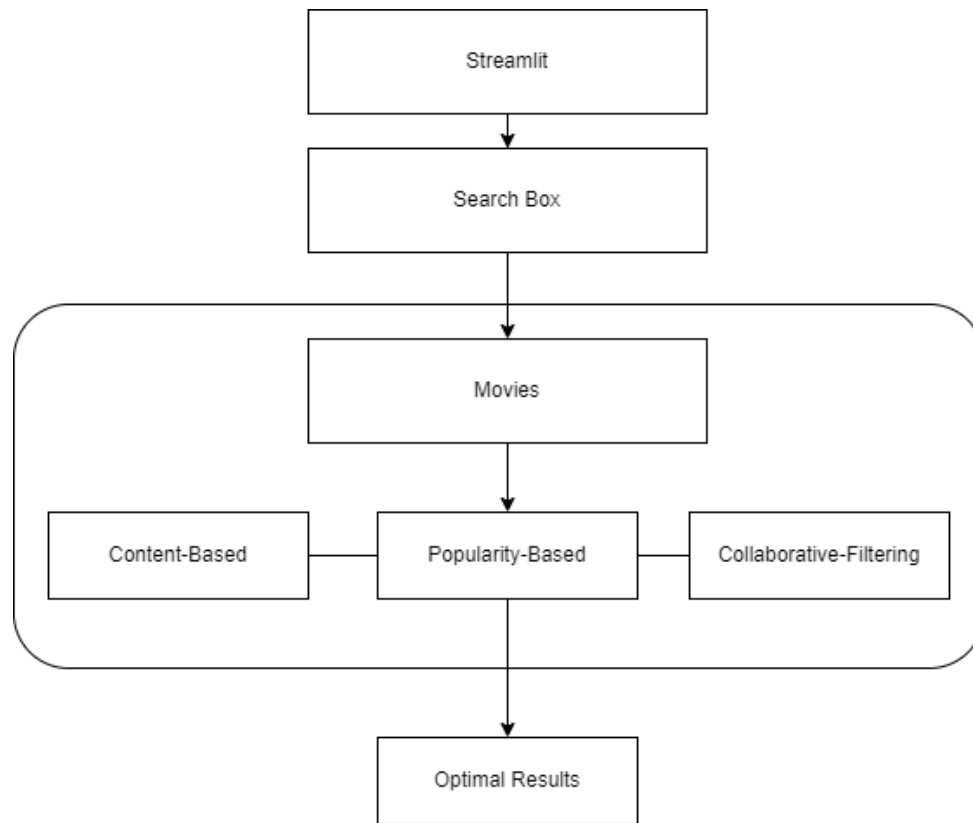 Streamlit
Search Box
Movies
Content-Based
Popularity-Based
Collaborative-Filtering
Optimal Results